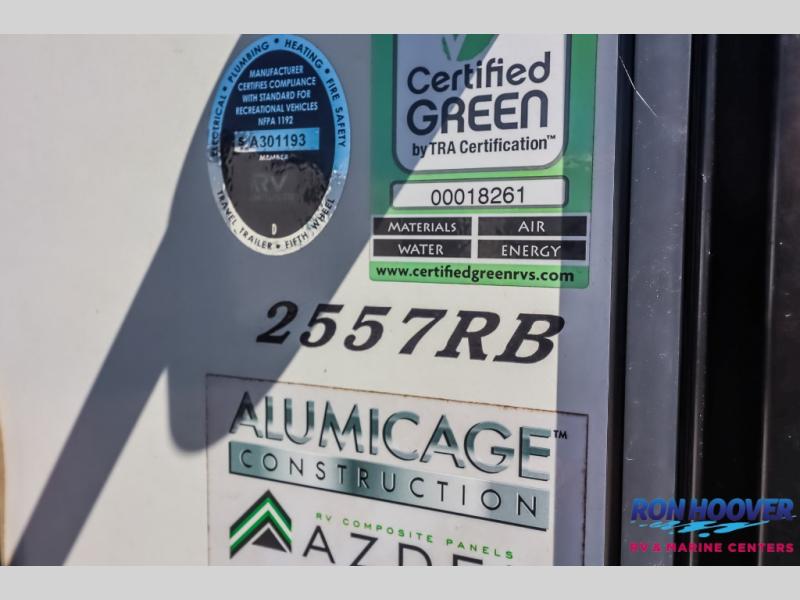 ELECTRICAL • PLUMBING • HEATING • FIRE SAFETY
MANUFACTURER
CERTIFIES COMPLIANCE
WITH STANDARD FOR
RECREATIONAL VEHICLES
NFPA 1192
A301193
MEMBER
RV
D
TRAVEL TRAILER • FIFTH WHEEL
Certified
GREEN
by TRA Certification™
00018261
MATERIALS
AIR
WATER
ENERGY
www.certifiedgreenrvs.com
2557RB
ALUMICAGE™
CONSTRUCTION
RV COMPOSITE PANELS
AZDE
RON HOOVER
RV & MARINE CENTERS